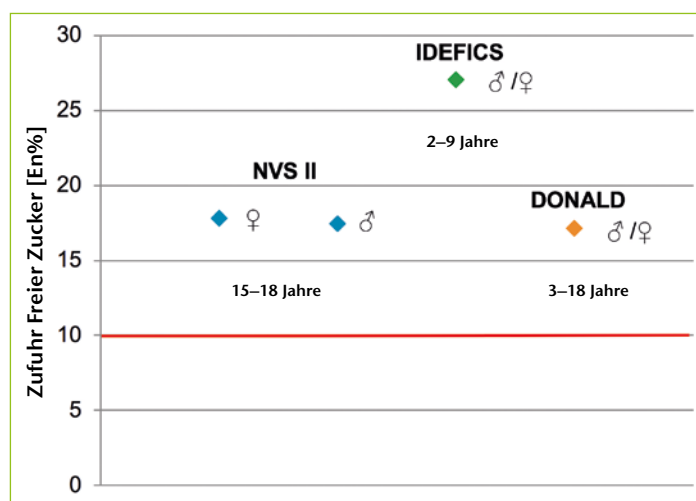 Zufuhr Freier Zucker [En%]
30
25
20
15
10
5
0
IDEFICS
♂/♀
2–9 Jahre
NVS II
♀
♂
15–18 Jahre
DONALD
♂/♀
3–18 Jahre